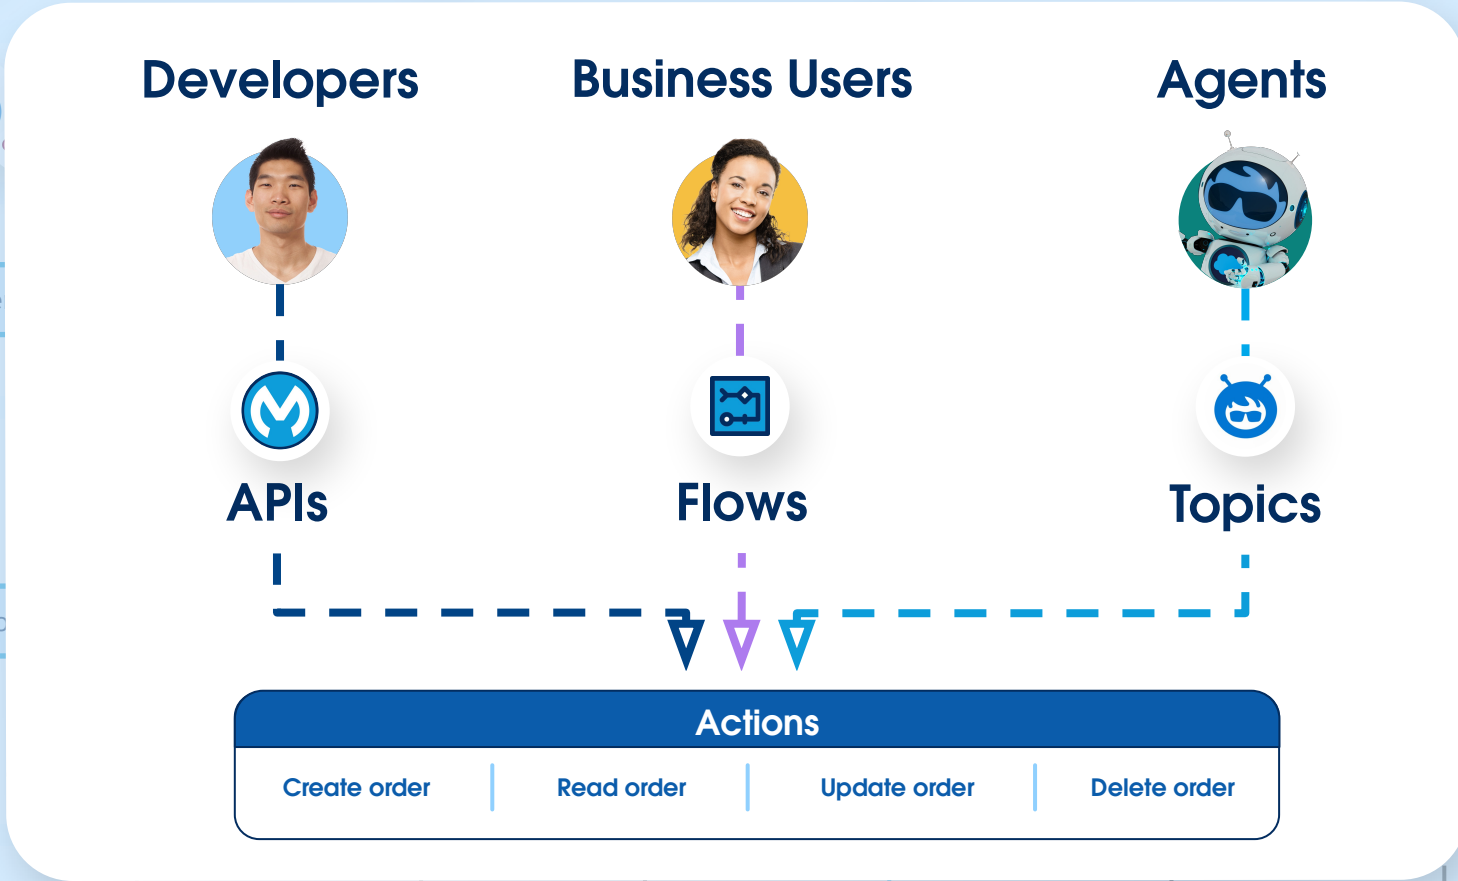 Developers
Business Users
Agents
APIs
Flows
Topics
Actions
Create order
Read order
Update order
Delete order